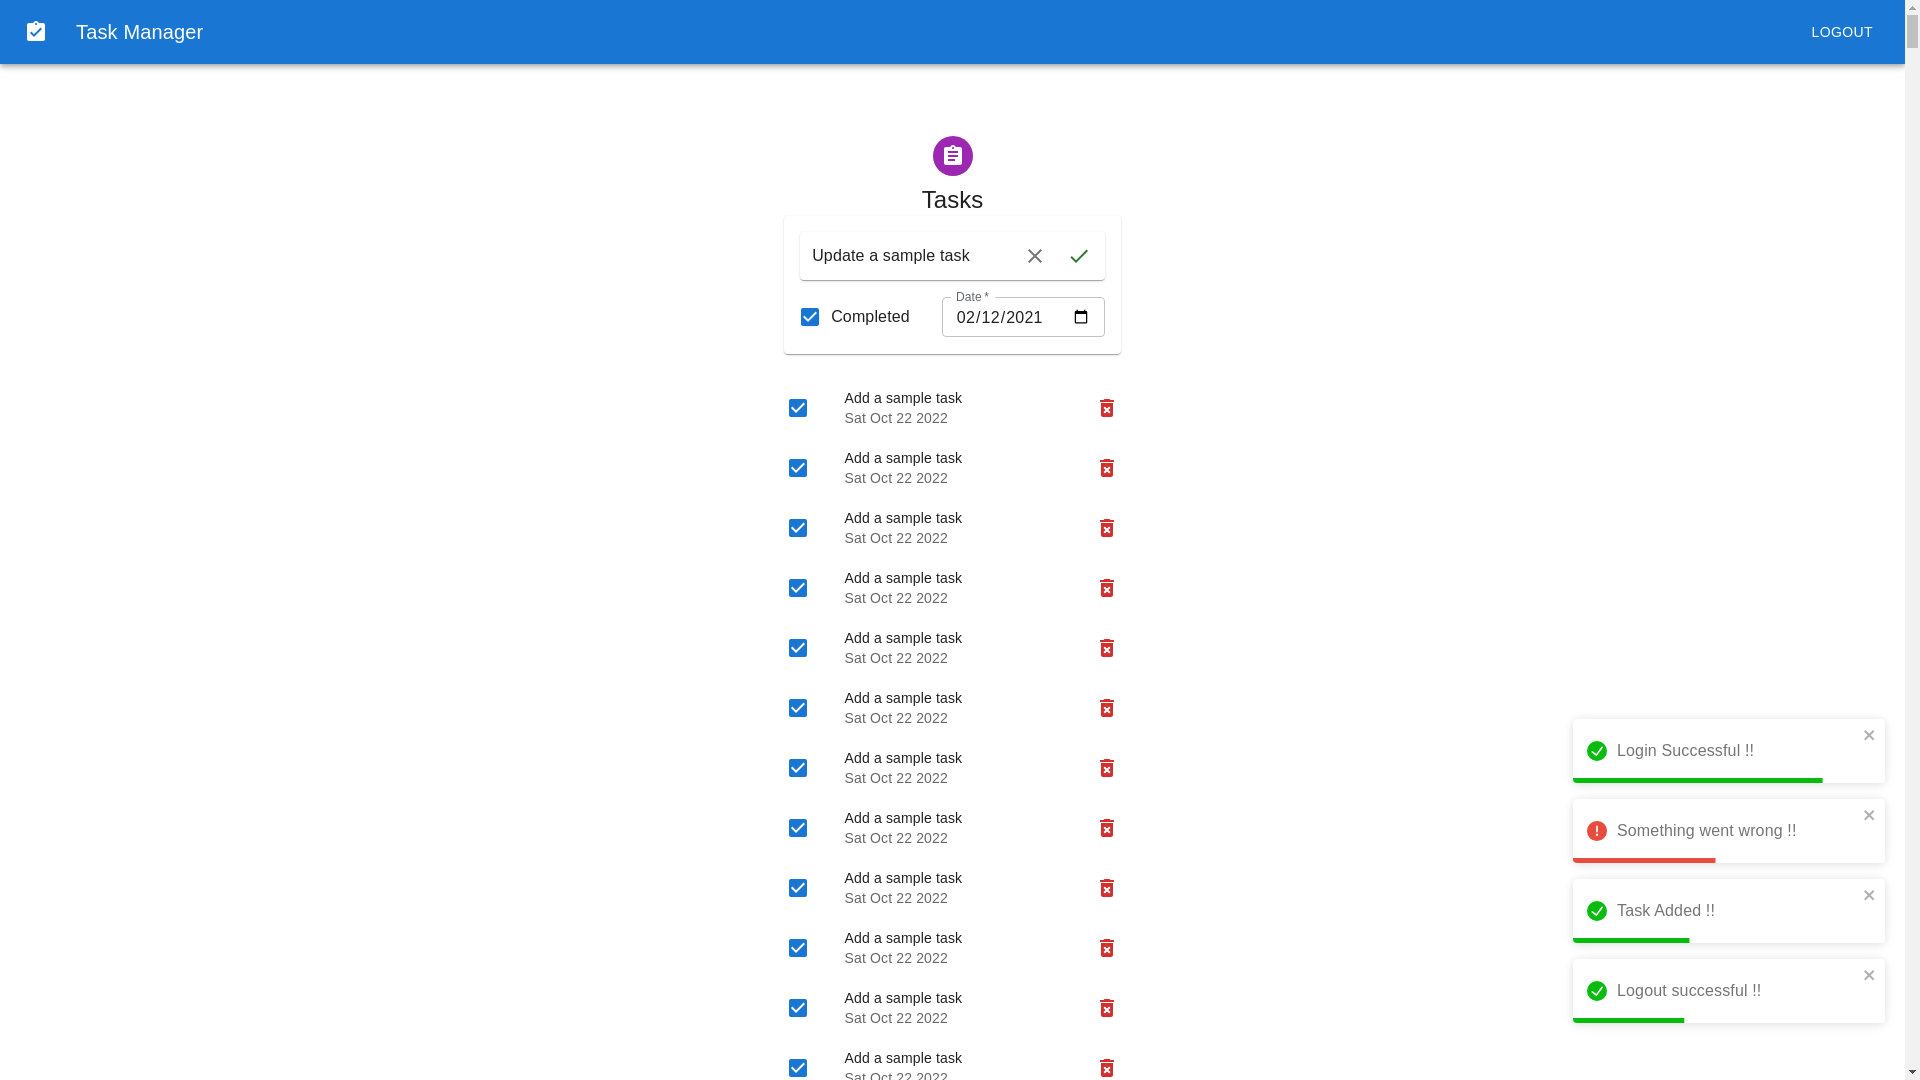 Task Manager
LOGOUT
Tasks
Update a sample task
Completed
Date *
02/12/2021
Add a sample task
Sat Oct 22 2022
Add a sample task
Sat Oct 22 2022
Add a sample task
Sat Oct 22 2022
Add a sample task
Sat Oct 22 2022
Add a sample task
Sat Oct 22 2022
Add a sample task
Sat Oct 22 2022
Add a sample task
Sat Oct 22 2022
Add a sample task
Sat Oct 22 2022
Add a sample task
Sat Oct 22 2022
Add a sample task
Sat Oct 22 2022
Add a sample task
Sat Oct 22 2022
Add a sample task
Sat Oct 22 2022
Login Successful !!
Something went wrong !!
Task Added !!
Logout successful !!